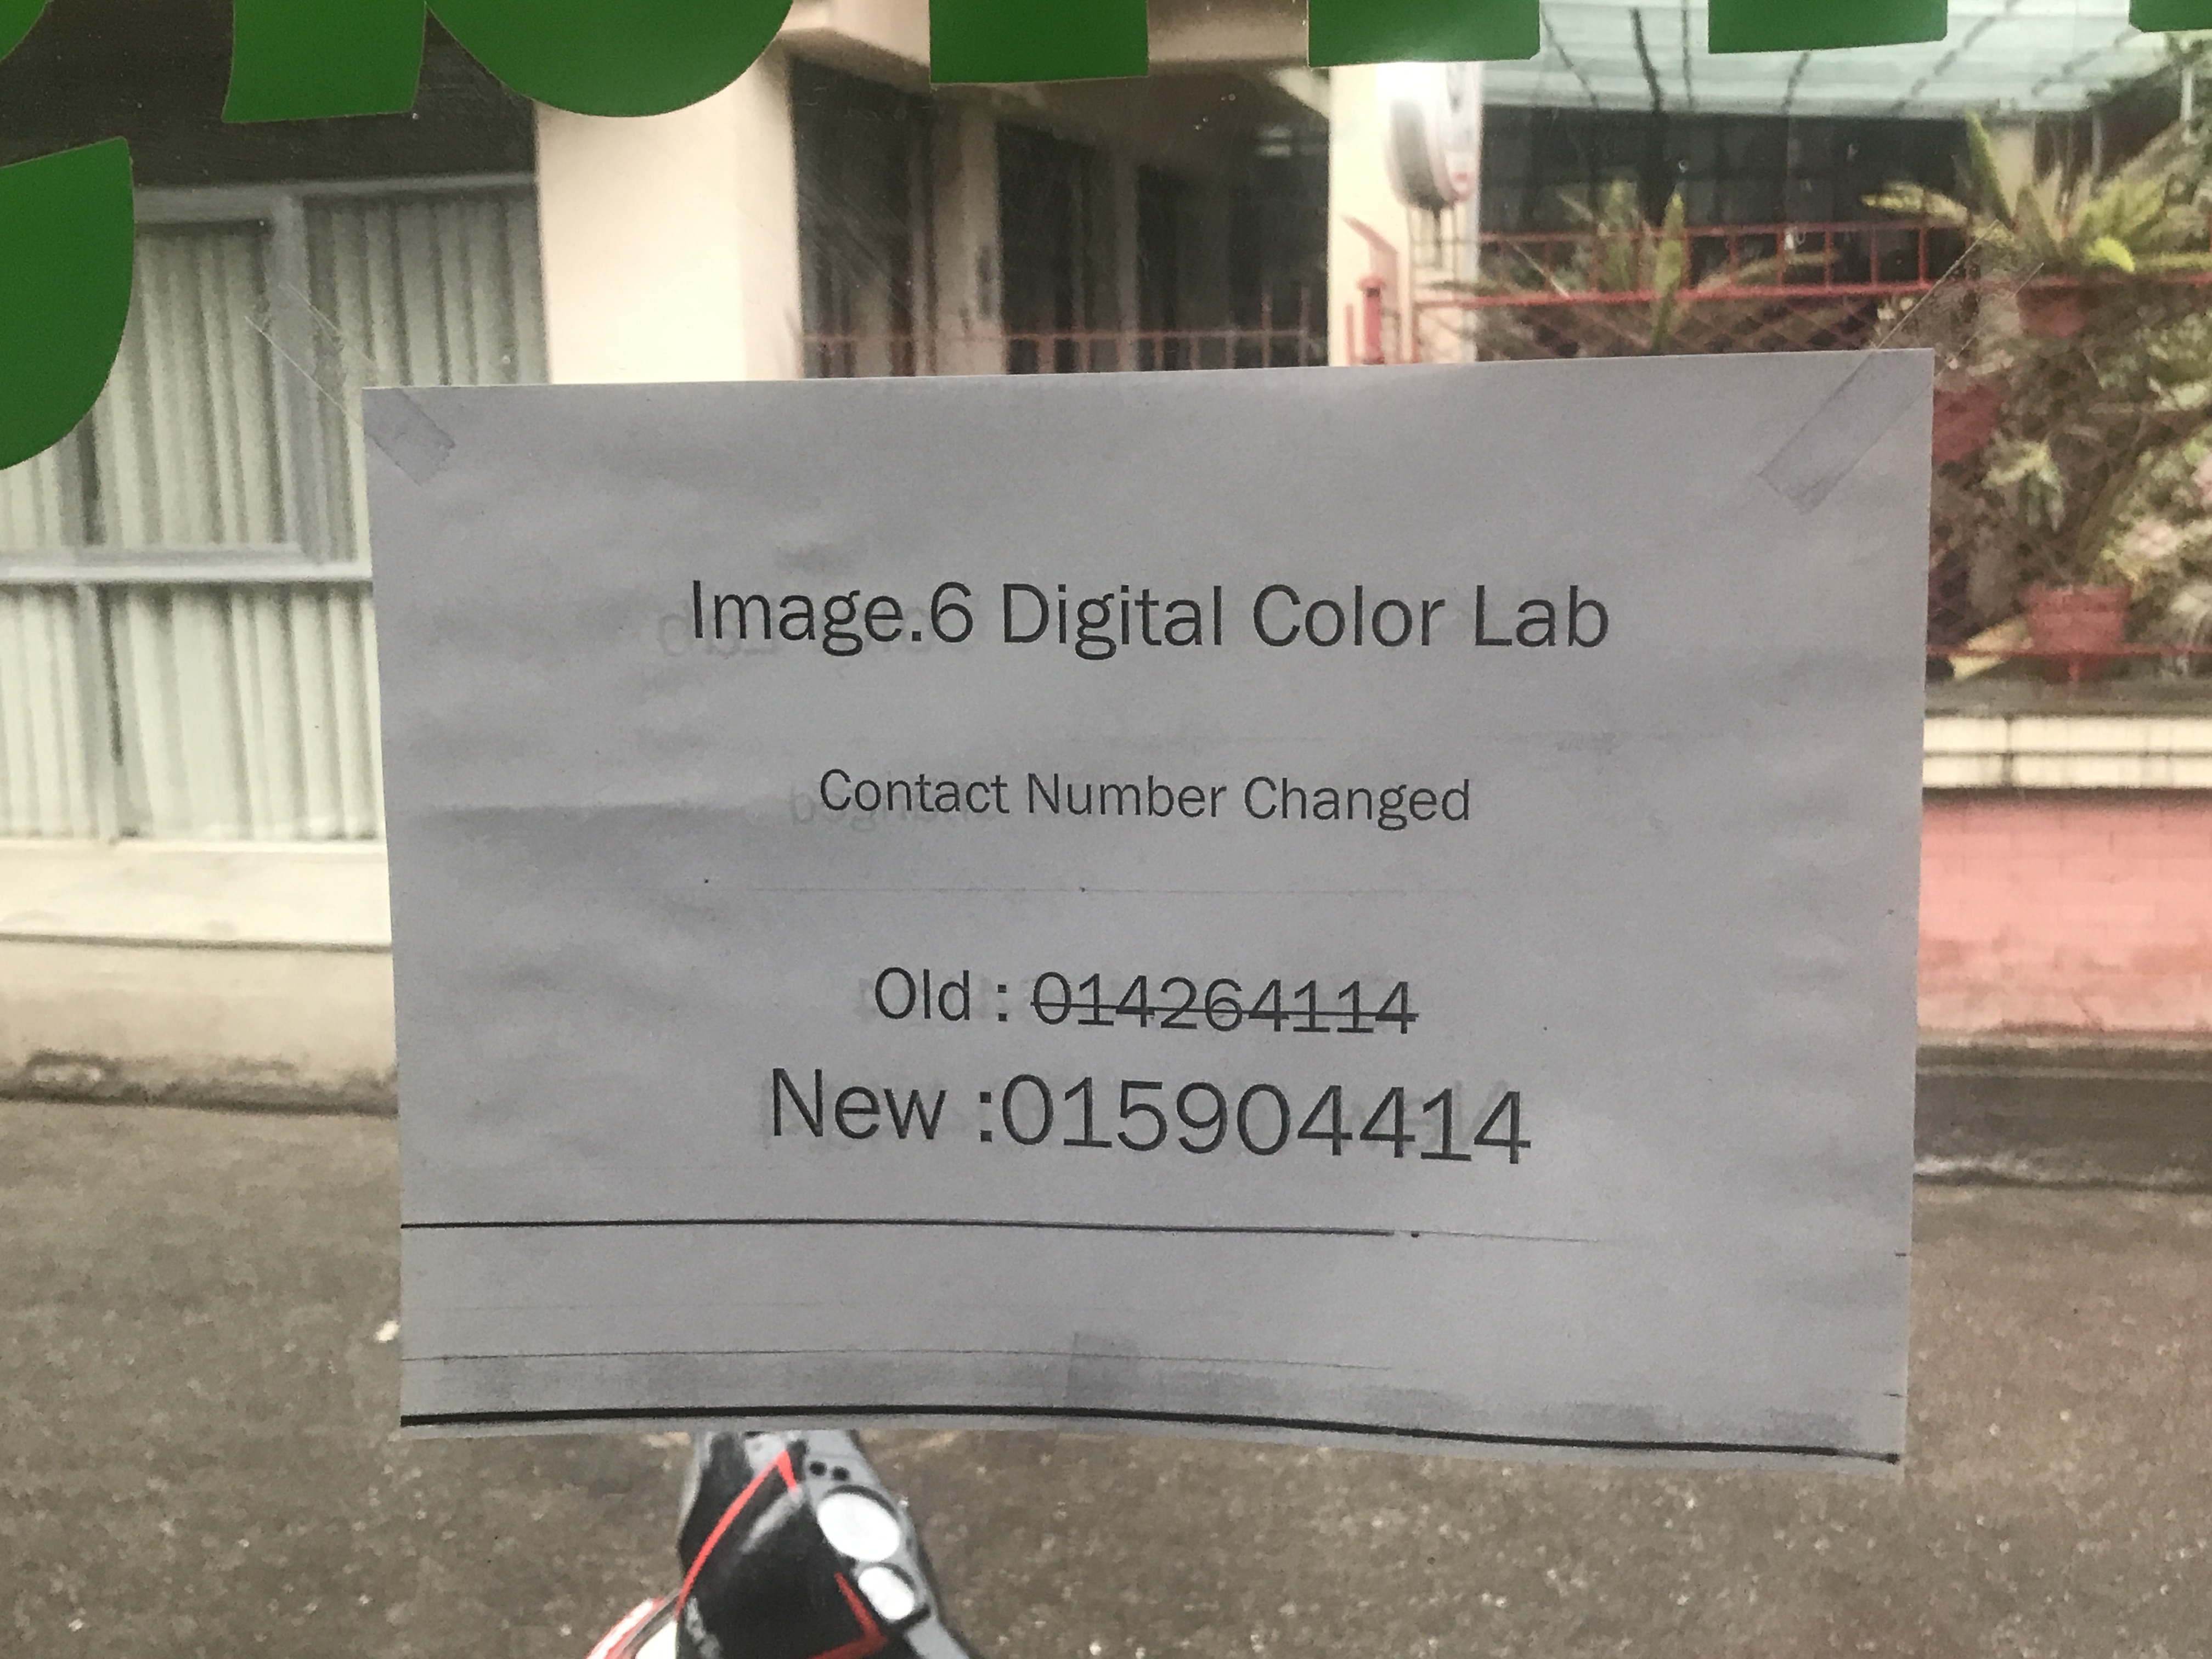 Image.6 Digital Color Lab
Contact Number Changed
Old : 014264114
New :015904414